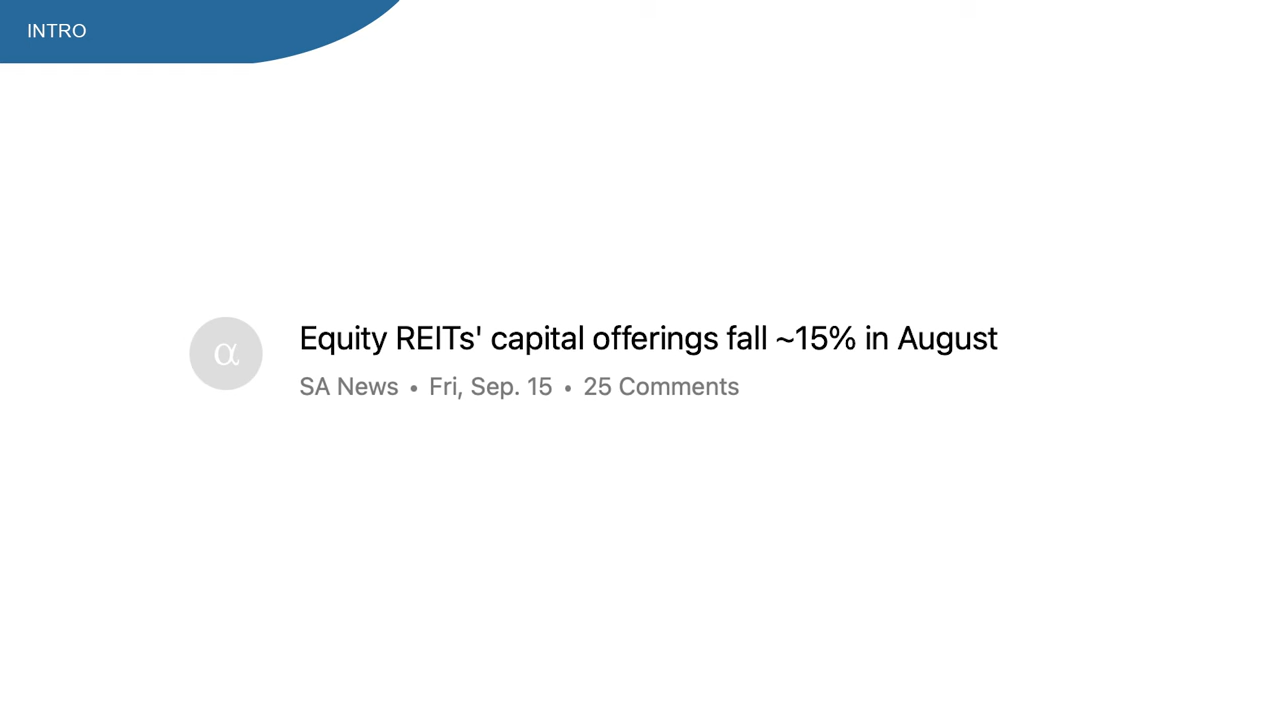 INTRO
α
Equity REITs' capital offerings fall ~15% in August
SA News • Fri, Sep. 15 • 25 Comments